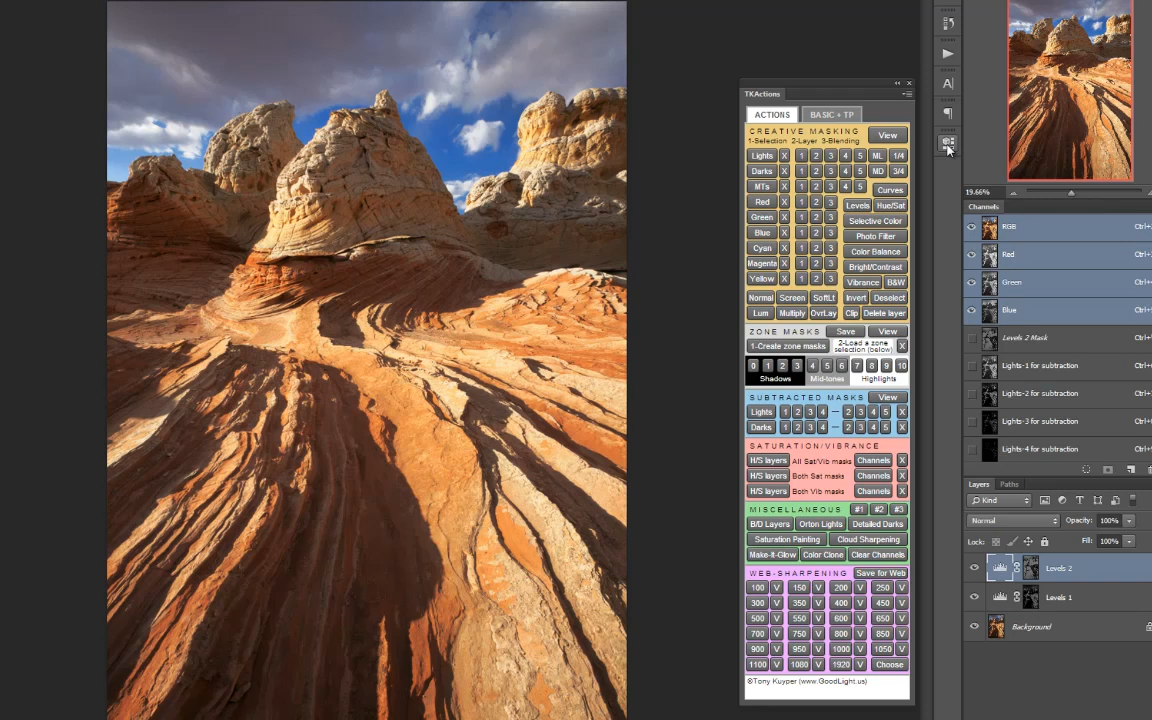 TKActions
ACTIONS BASIC + TP
CREATIVE MASKING View
1-Selection 2-Layer 3-Blending
Lights X 1 2 3 4 5 ML 1/4
Darks X 1 2 3 4 5 MD 3/4
MTs X 1 2 3 4 5 Curves
Red X 1 2 3 Levels Hue/Sat
Green X 1 2 3 Selective Color
Blue X 1 2 3 Photo Filter
Cyan X 1 2 3 Color Balance
Magenta X 1 2 3 Bright/Contrast
Yellow X 1 2 3 Vibrance B&W
Normal Screen SoftLt Invert Deselect
Lum Multiply OvrLay Clip Delete layer
ZONE MASKS Save View
1-Create zone masks 2-Load a zone selection (below) X
0 1 2 3 4 5 6 7 8 9 10
Shadows Mid-tones Highlights
SUBTRACTED MASKS View
Lights 1 2 3 4 — 2 3 4 5 X
Darks 1 2 3 4 — 2 3 4 5 X
SATURATION/VIBRANCE
H/S layers All Sat/Vib masks Channels X
H/S layers Both Sat masks Channels X
H/S layers Both Vib masks Channels X
MISCELLANEOUS #1 #2 #3
B/D Layers Orton Lights Detailed Darks
Saturation Painting Cloud Sharpening
Make-It-Glow Color Clone Clear Channels
WEB-SHARPENING Save for Web
100 V 150 V 200 V 250 V
300 V 350 V 400 V 450 V
500 V 550 V 600 V 650 V
700 V 750 V 800 V 850 V
900 V 950 V 1000 V 1050 V
1100 V 1080 V 1920 V Choose
©Tony Kuyper (www.GoodLight.us)
19.66%
Channels
RGB Ctrl+
Red Ctrl+
Green Ctrl+
Blue Ctrl+
Levels 2 Mask Ctrl+
Lights-1 for subtraction Ctrl+
Lights-2 for subtraction Ctrl+
Lights-3 for subtraction Ctrl+
Lights-4 for subtraction Ctrl+
Layers Paths
Kind
Normal Opacity: 100%
Lock: Fill: 100%
Levels 2
Levels 1
Background